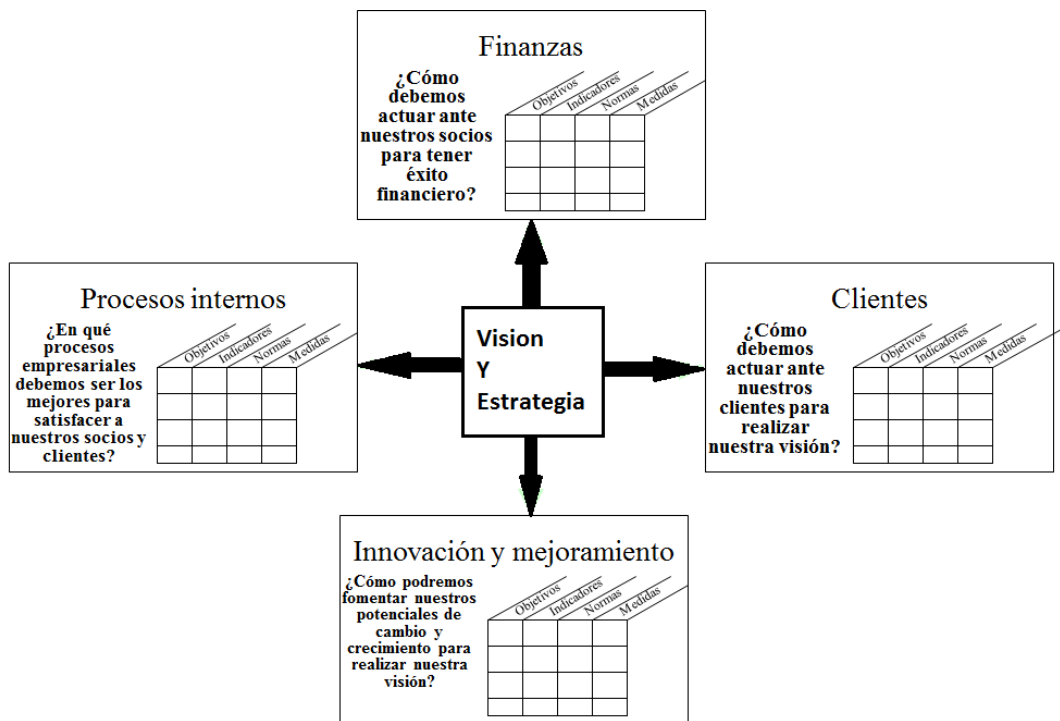 Finanzas
¿Cómo
debemos
actuar ante
nuestros socios
para tener
éxito
financiero?
Objetivos
Indicadores
Normas
Medidas
Procesos internos
¿En qué
procesos
empresariales
debemos ser los
mejores para
satisfacer a
nuestros socios y
clientes?
Objetivos
Indicadores
Normas
Medidas
Vision
Y
Estrategia
Clientes
¿Cómo
debemos
actuar ante
nuestros
clientes para
realizar
nuestra visión?
Objetivos
Indicadores
Normas
Medidas
Innovación y mejoramiento
¿Cómo podremos
fomentar nuestros
potenciales de
cambio y
crecimiento para
realizar nuestra
visión?
Objetivos
Indicadores
Normas
Medidas